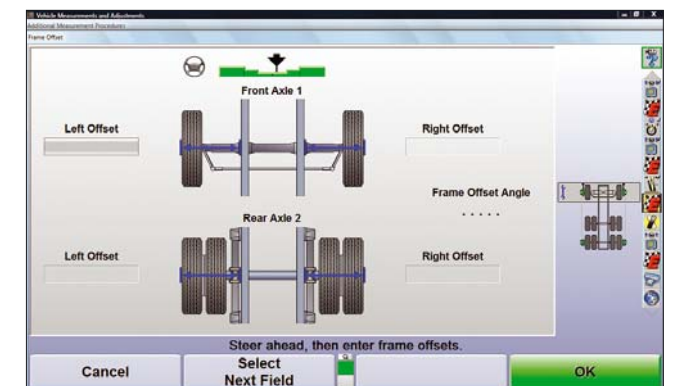 Vehicle Measurements and Adjustments
Additional Measurement Procedures
Frame Offset
Front Axle 1
Left Offset
Right Offset
Frame Offset Angle
.....
Rear Axle 2
Left Offset
Right Offset
Steer ahead, then enter frame offsets.
Cancel
Select
Next Field
OK